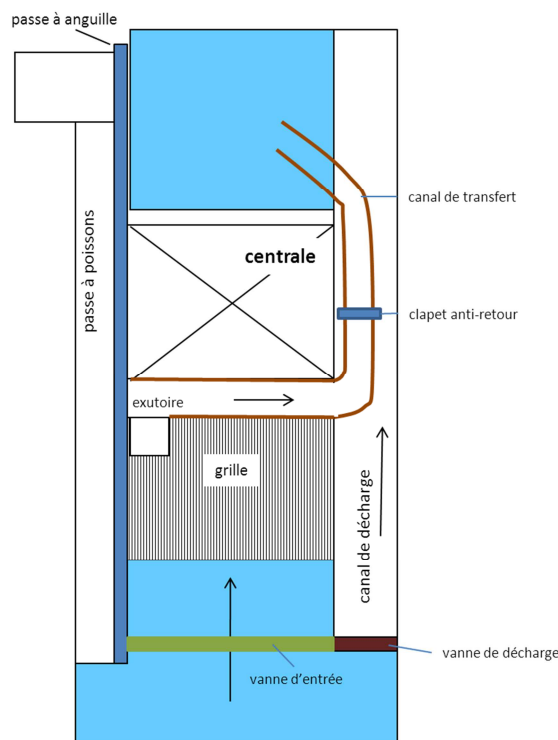 passe à anguille
canal de transfert
passe à poissons
centrale
clapet anti-retour
exutoire
grille
canal de décharge
vanne de décharge
vanne d’entrée